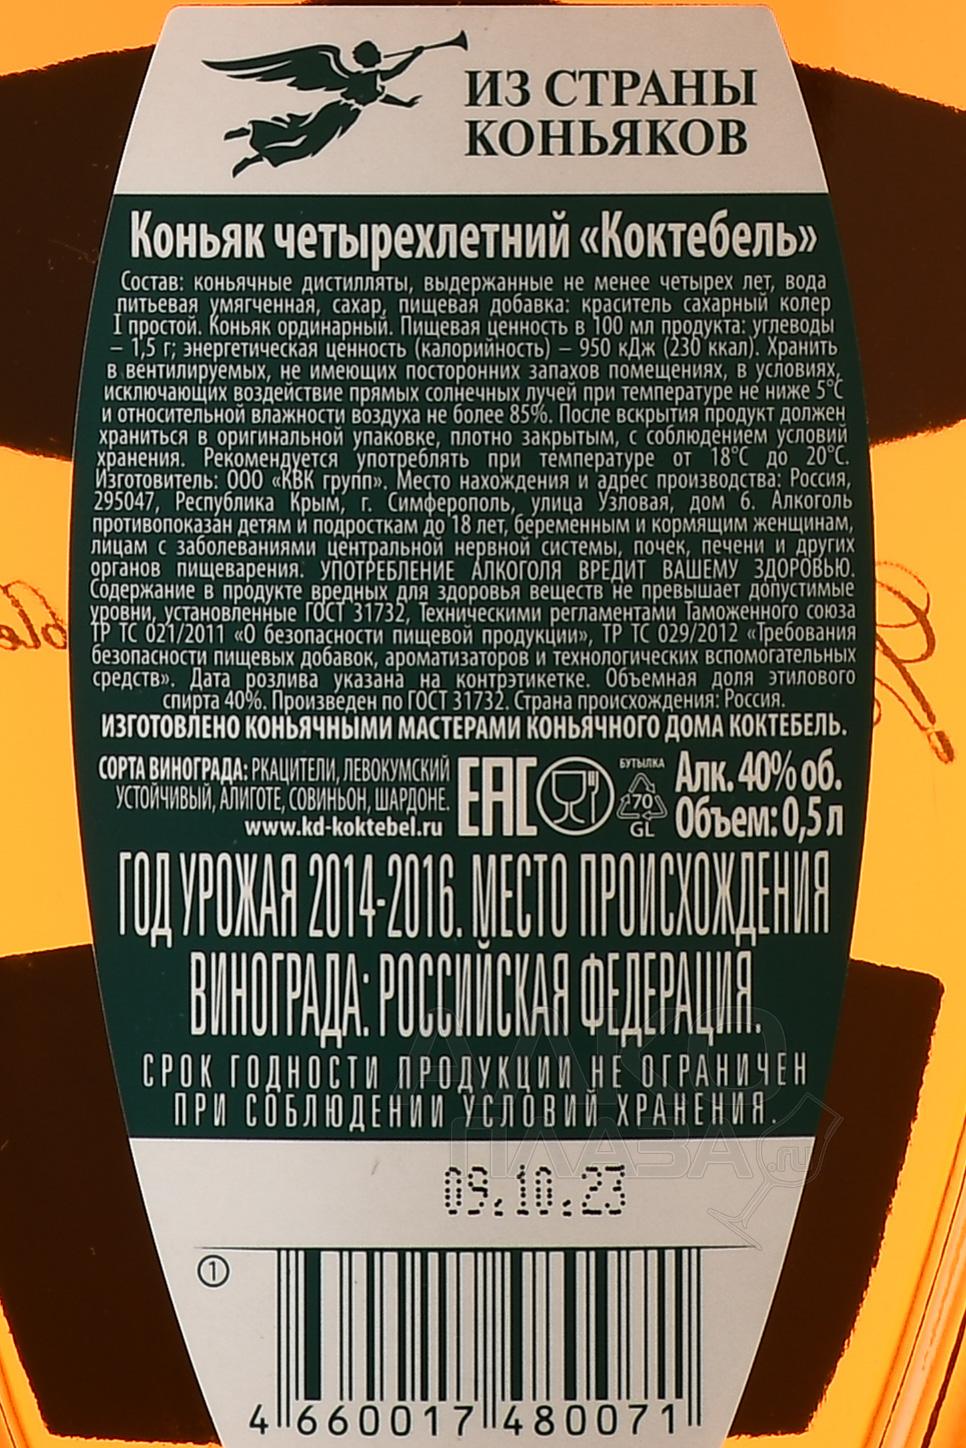 ИЗ СТРАНЫ
КОНЬЯКОВ
Коньяк четырехлетний «Коктебель»
Состав: коньячные дистилляты, выдержанные не менее четырех лет, вода
питьевая умягченная, сахар, пищевая добавка: краситель сахарный колер
I простой. Коньяк ординарный. Пищевая ценность в 100 мл продукта: углеводы
– 1,5 г; энергетическая ценность (калорийность) – 950 кДж (230 ккал). Хранить
в вентилируемых, не имеющих посторонних запахов помещениях, в условиях,
исключающих воздействие прямых солнечных лучей при температуре не ниже 5°С
и относительной влажности воздуха не более 85%. После вскрытия продукт должен
храниться в оригинальной упаковке, плотно закрытым, с соблюдением условий
хранения. Рекомендуется употреблять при температуре от 18°С до 20°С.
Изготовитель: ООО «КВК групп». Место нахождения и адрес производства: Россия,
295047, Республика Крым, г. Симферополь, улица Узловая, дом 6. Алкоголь
противопоказан детям и подросткам до 18 лет, беременным и кормящим женщинам,
лицам с заболеваниями центральной нервной системы, почек, печени и других
органов пищеварения. УПОТРЕБЛЕНИЕ АЛКОГОЛЯ ВРЕДИТ ВАШЕМУ ЗДОРОВЬЮ.
Содержание в продукте вредных для здоровья веществ не превышает допустимые
уровни, установленные ГОСТ 31732, Техническими регламентами Таможенного союза
ТР ТС 021/2011 «О безопасности пищевой продукции», ТР ТС 029/2012 «Требования
безопасности пищевых добавок, ароматизаторов и технологических вспомогательных
средств». Дата розлива указана на контрэтикетке. Объемная доля этилового
спирта 40%. Произведен по ГОСТ 31732. Страна происхождения: Россия.
ИЗГОТОВЛЕНО КОНЬЯЧНЫМИ МАСТЕРАМИ КОНЬЯЧНОГО ДОМА КОКТЕБЕЛЬ.
СОРТА ВИНОГРАДА: РКАЦИТЕЛИ, ЛЕВОКУМСКИЙ
УСТОЙЧИВЫЙ, АЛИГОТЕ, СОВИНЬОН, ШАРДОНЕ.
www.kd-koktebel.ru
ЕАС
БУТЫЛКА
70
GL
Алк. 40% об.
Объем: 0,5 л
ГОД УРОЖАЯ 2014-2016. МЕСТО ПРОИСХОЖДЕНИЯ
ВИНОГРАДА: РОССИЙСКАЯ ФЕДЕРАЦИЯ.
СРОК ГОДНОСТИ ПРОДУКЦИИ НЕ ОГРАНИЧЕН
ПРИ СОБЛЮДЕНИИ УСЛОВИЙ ХРАНЕНИЯ.
АЛКО
ПЛАЗА.ru
09.10.23
1
4 660017 480071